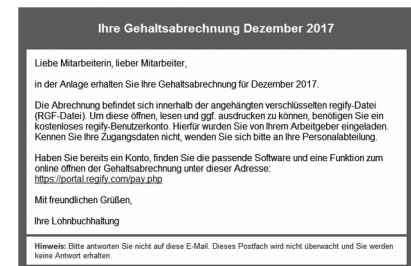 Ihre Gehaltsabrechnung Dezember 2017
Liebe Mitarbeiterin, lieber Mitarbeiter,
in der Anlage erhalten Sie Ihre Gehaltsabrechnung für Dezember 2017.
Die Abrechnung befindet sich innerhalb der angehängten verschlüsselten regify-Datei
(RGF-Datei). Um diese öffnen, lesen und ggf. ausdrucken zu können, benötigen Sie ein
kostenloses regify-Benutzerkonto. Hierfür wurden Sie von Ihrem Arbeitgeber eingeladen.
Kennen Sie Ihre Zugangsdaten nicht, wenden Sie sich bitte an Ihre Personalabteilung.
Haben Sie bereits ein Konto, finden Sie die passende Software und eine Funktion zum
online öffnen der Gehaltsabrechnung unter dieser Adresse:
https://portal.regify.com/pay.php
Mit freundlichen Grüßen,
Ihre Lohnbuchhaltung
Hinweis: Bitte antworten Sie nicht auf diese E-Mail. Dieses Postfach wird nicht überwacht und Sie werden
keine Antwort erhalten.